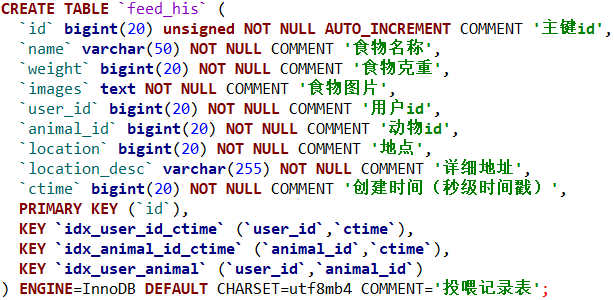 CREATE TABLE `feed_his` (
  `id` bigint(20) unsigned NOT NULL AUTO_INCREMENT COMMENT '主键id',
  `name` varchar(50) NOT NULL COMMENT '食物名称',
  `weight` bigint(20) NOT NULL COMMENT '食物克重',
  `images` text NOT NULL COMMENT '食物图片',
  `user_id` bigint(20) NOT NULL COMMENT '用户id',
  `animal_id` bigint(20) NOT NULL COMMENT '动物id',
  `location` bigint(20) NOT NULL COMMENT '地点',
  `location_desc` varchar(255) NOT NULL COMMENT '详细地址',
  `ctime` bigint(20) NOT NULL COMMENT '创建时间（秒级时间戳）',
  PRIMARY KEY (`id`),
  KEY `idx_user_id_ctime` (`user_id`,`ctime`),
  KEY `idx_animal_id_ctime` (`animal_id`,`ctime`),
  KEY `idx_user_animal` (`user_id`,`animal_id`)
) ENGINE=InnoDB DEFAULT CHARSET=utf8mb4 COMMENT='投喂记录表';